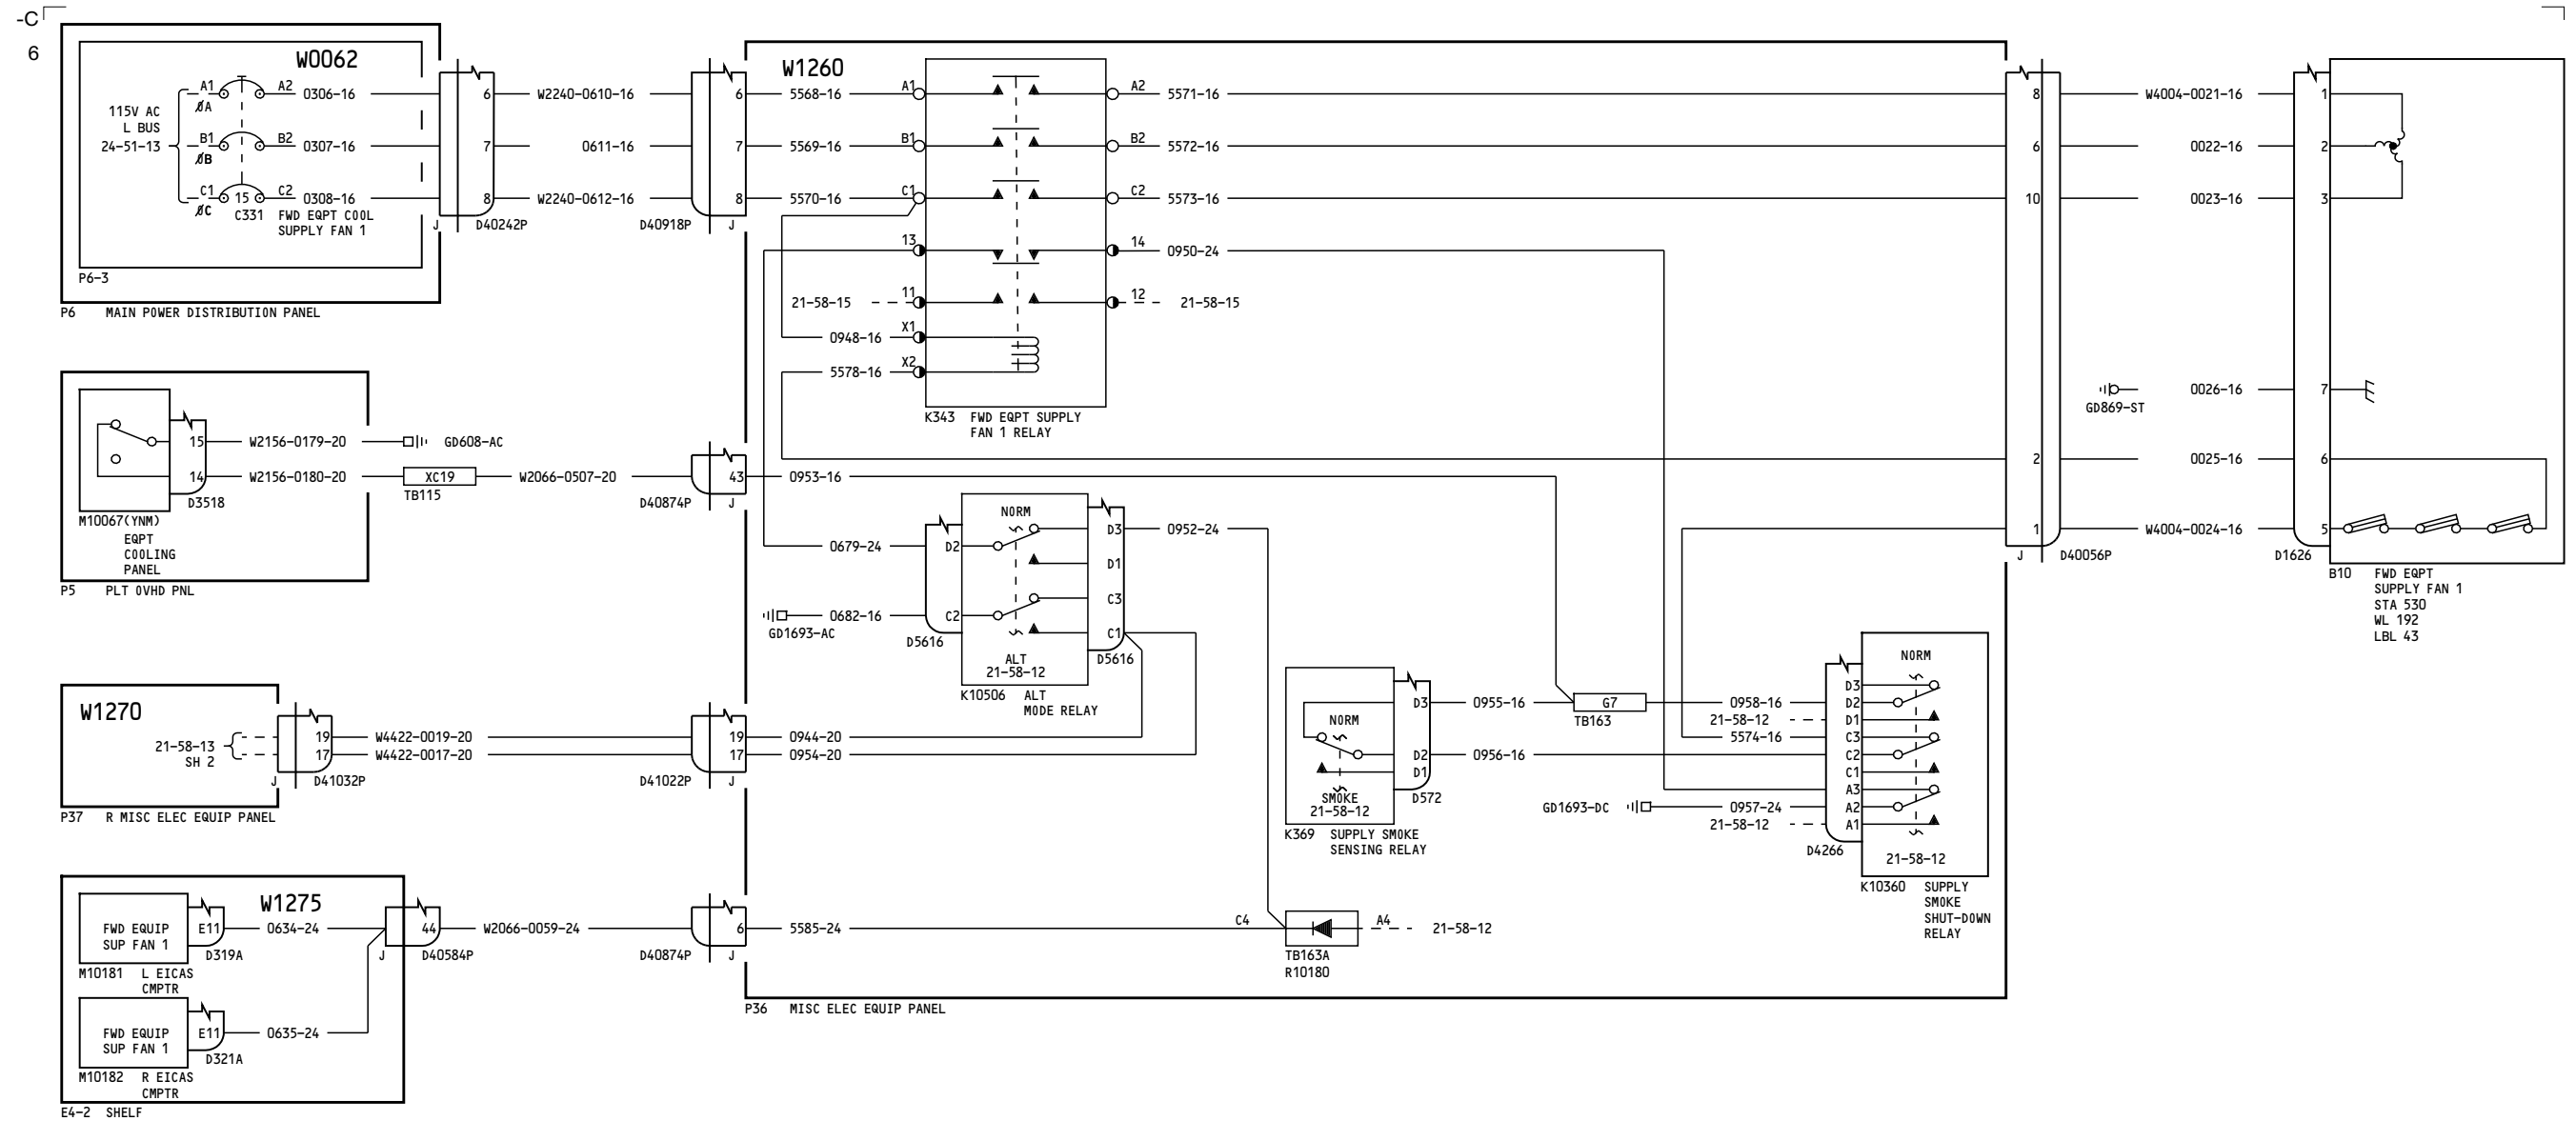 -C
6
W0062
115V AC
L BUS
24-51-13
A1
ØA
A2
0306-16
B1
ØB
B2
0307-16
C1
ØC
15
C2
0308-16
C331 FWD EQPT COOL
SUPPLY FAN 1
P6-3
P6 MAIN POWER DISTRIBUTION PANEL
J
6
7
8
D40242P
W2240-0610-16
0611-16
W2240-0612-16
6
7
8
D40918P J
W1260
5568-16
5569-16
5570-16
A1
B1
C1
13
11
X1
X2
21-58-15
0948-16
5578-16
A2
B2
C2
14
12
5571-16
5572-16
5573-16
0950-24
21-58-15
K343 FWD EQPT SUPPLY
FAN 1 RELAY
8
6
10
2
1
J D40056P
W4004-0021-16
0022-16
0023-16
GD869-ST
0026-16
0025-16
W4004-0024-16
1
2
3
7
6
5
D1626
B10 FWD EQPT
SUPPLY FAN 1
STA 530
WL 192
LBL 43
15
14
D3518
M10067(YNM)
EQPT
COOLING
PANEL
P5 PLT OVHD PNL
W2156-0179-20
GD608-AC
W2156-0180-20
XC19
TB115
W2066-0507-20
43
D40874P J
0953-16
0679-24
GD1693-AC
0682-16
D2
C2
D5616
NORM
ALT
21-58-12
K10506 ALT
MODE RELAY
D3
D1
C3
C1
D5616
0952-24
W1270
21-58-13
SH 2
19
17
J D41032P
P37 R MISC ELEC EQUIP PANEL
W4422-0019-20
W4422-0017-20
19
17
D41022P J
0944-20
0954-20
NORM
SMOKE
21-58-12
D3
D2
D1
D572
K369 SUPPLY SMOKE
SENSING RELAY
0955-16
0956-16
G7
TB163
0958-16
21-58-12
5574-16
GD1693-DC
0957-24
21-58-12
D3
D2
D1
C3
C2
C1
A3
A2
A1
D4266
NORM
21-58-12
K10360 SUPPLY
SMOKE
SHUT-DOWN
RELAY
W1275
FWD EQUIP
SUP FAN 1
E11
D319A
0634-24
M10181 L EICAS
CMPTR
FWD EQUIP
SUP FAN 1
E11
D321A
0635-24
M10182 R EICAS
CMPTR
E4-2 SHELF
44
J D40584P
W2066-0059-24
6
D40874P J
5585-24
C4
A4
21-58-12
TB163A
R10180
P36 MISC ELEC EQUIP PANEL